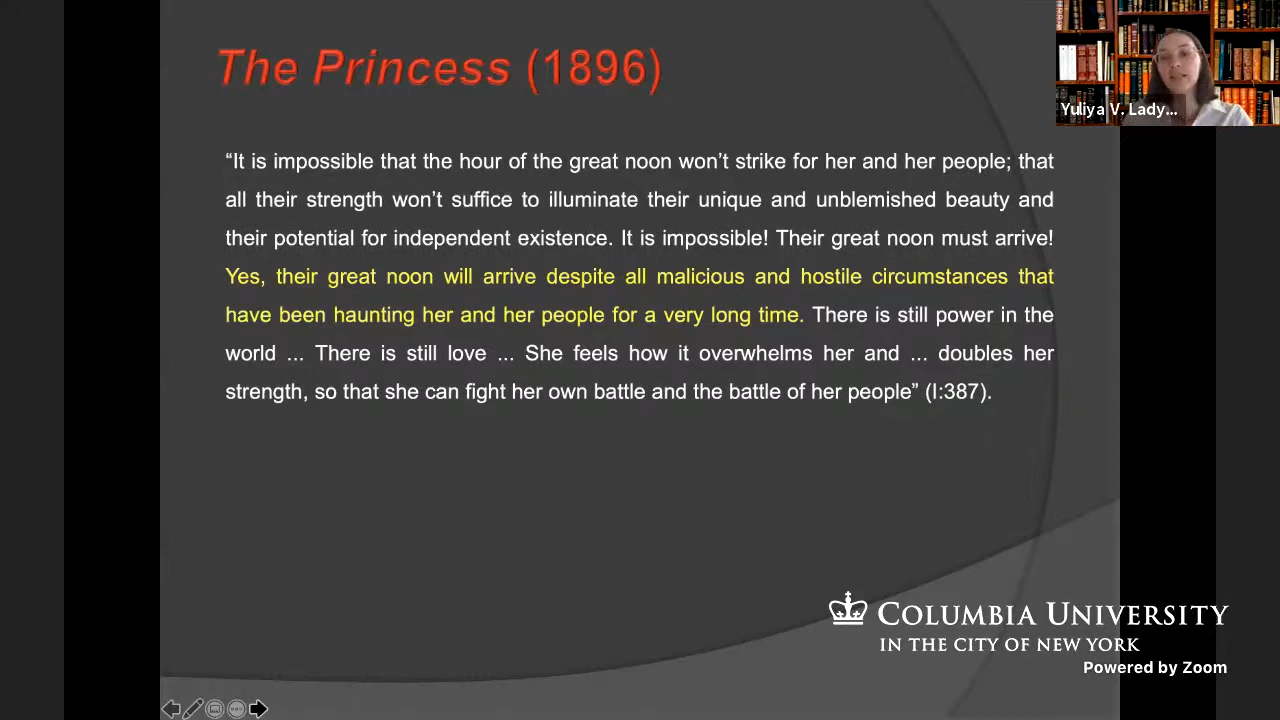 The Princess (1896)
Yuliya V. Lady...
“It is impossible that the hour of the great noon won’t strike for her and her people; that
all their strength won’t suffice to illuminate their unique and unblemished beauty and
their potential for independent existence. It is impossible! Their great noon must arrive!
Yes, their great noon will arrive despite all malicious and hostile circumstances that
have been haunting her and her people for a very long time. There is still power in the
world ... There is still love ... She feels how it overwhelms her and ... doubles her
strength, so that she can fight her own battle and the battle of her people” (I:387).
COLUMBIA UNIVERSITY
IN THE CITY OF NEW YORK
Powered by Zoom